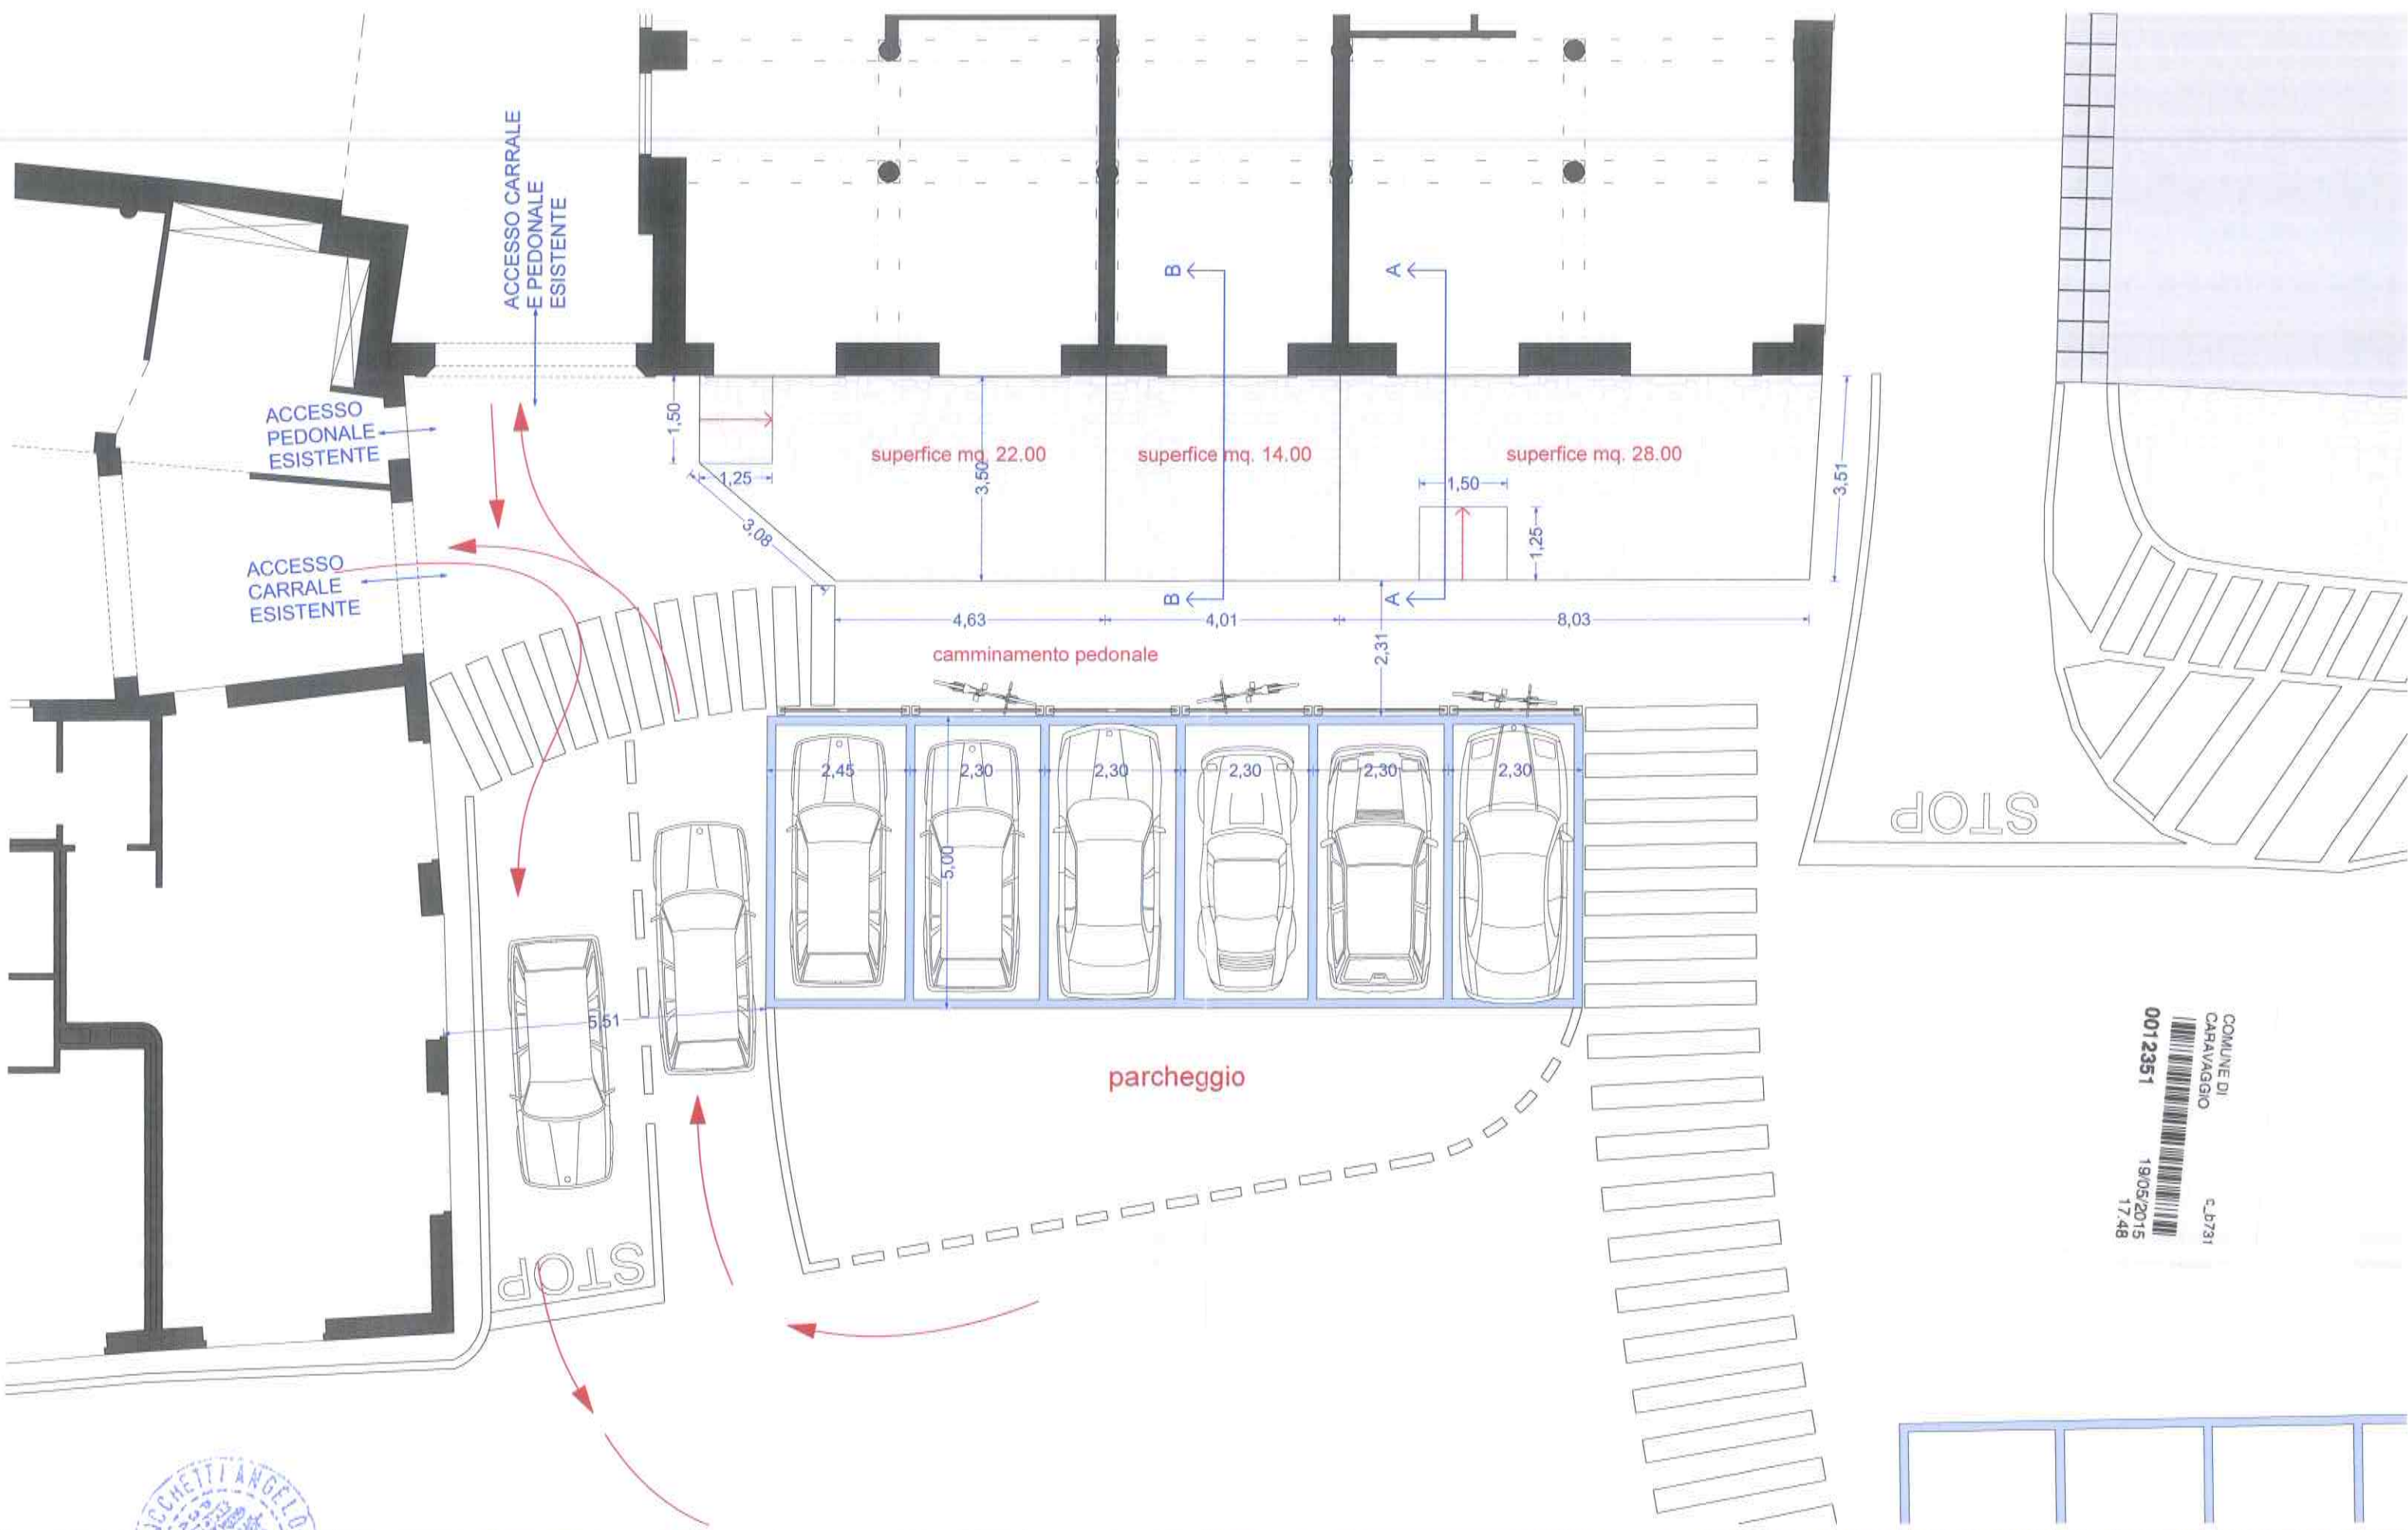 ACCESSO CARRALE
E PEDONALE
ESISTENTE
B
A
ACCESSO
PEDONALE
ESISTENTE
1,50
superfice mq. 22.00
superfice mq. 14.00
superfice mq. 28.00
1,25
3,50
1,50
3,51
3,08
1,25
ACCESSO
CARRALE
ESISTENTE
B
A
4,63
4,01
8,03
camminamento pedonale
2,31
2,45
2,30
2,30
2,30
2,30
2,30
STOP
5,00
5,51
parcheggio
COMUNE DI
CARAVAGGIO
c_b731
0012351
19/05/2015
17.48
STOP
CCHETTI ANGELO